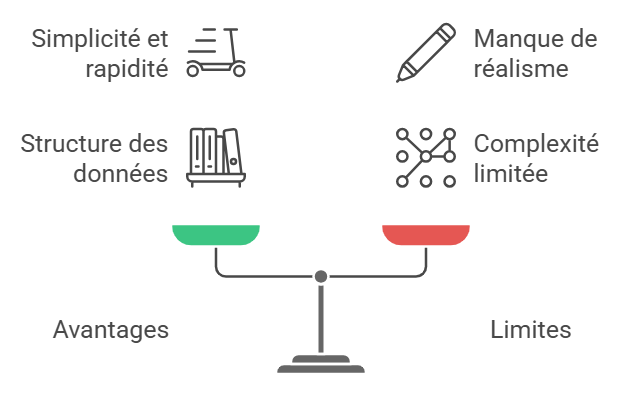 Simplicité et
rapidité
Manque de
réalisme
Structure des
données
Complexité
limitée
Avantages
Limites